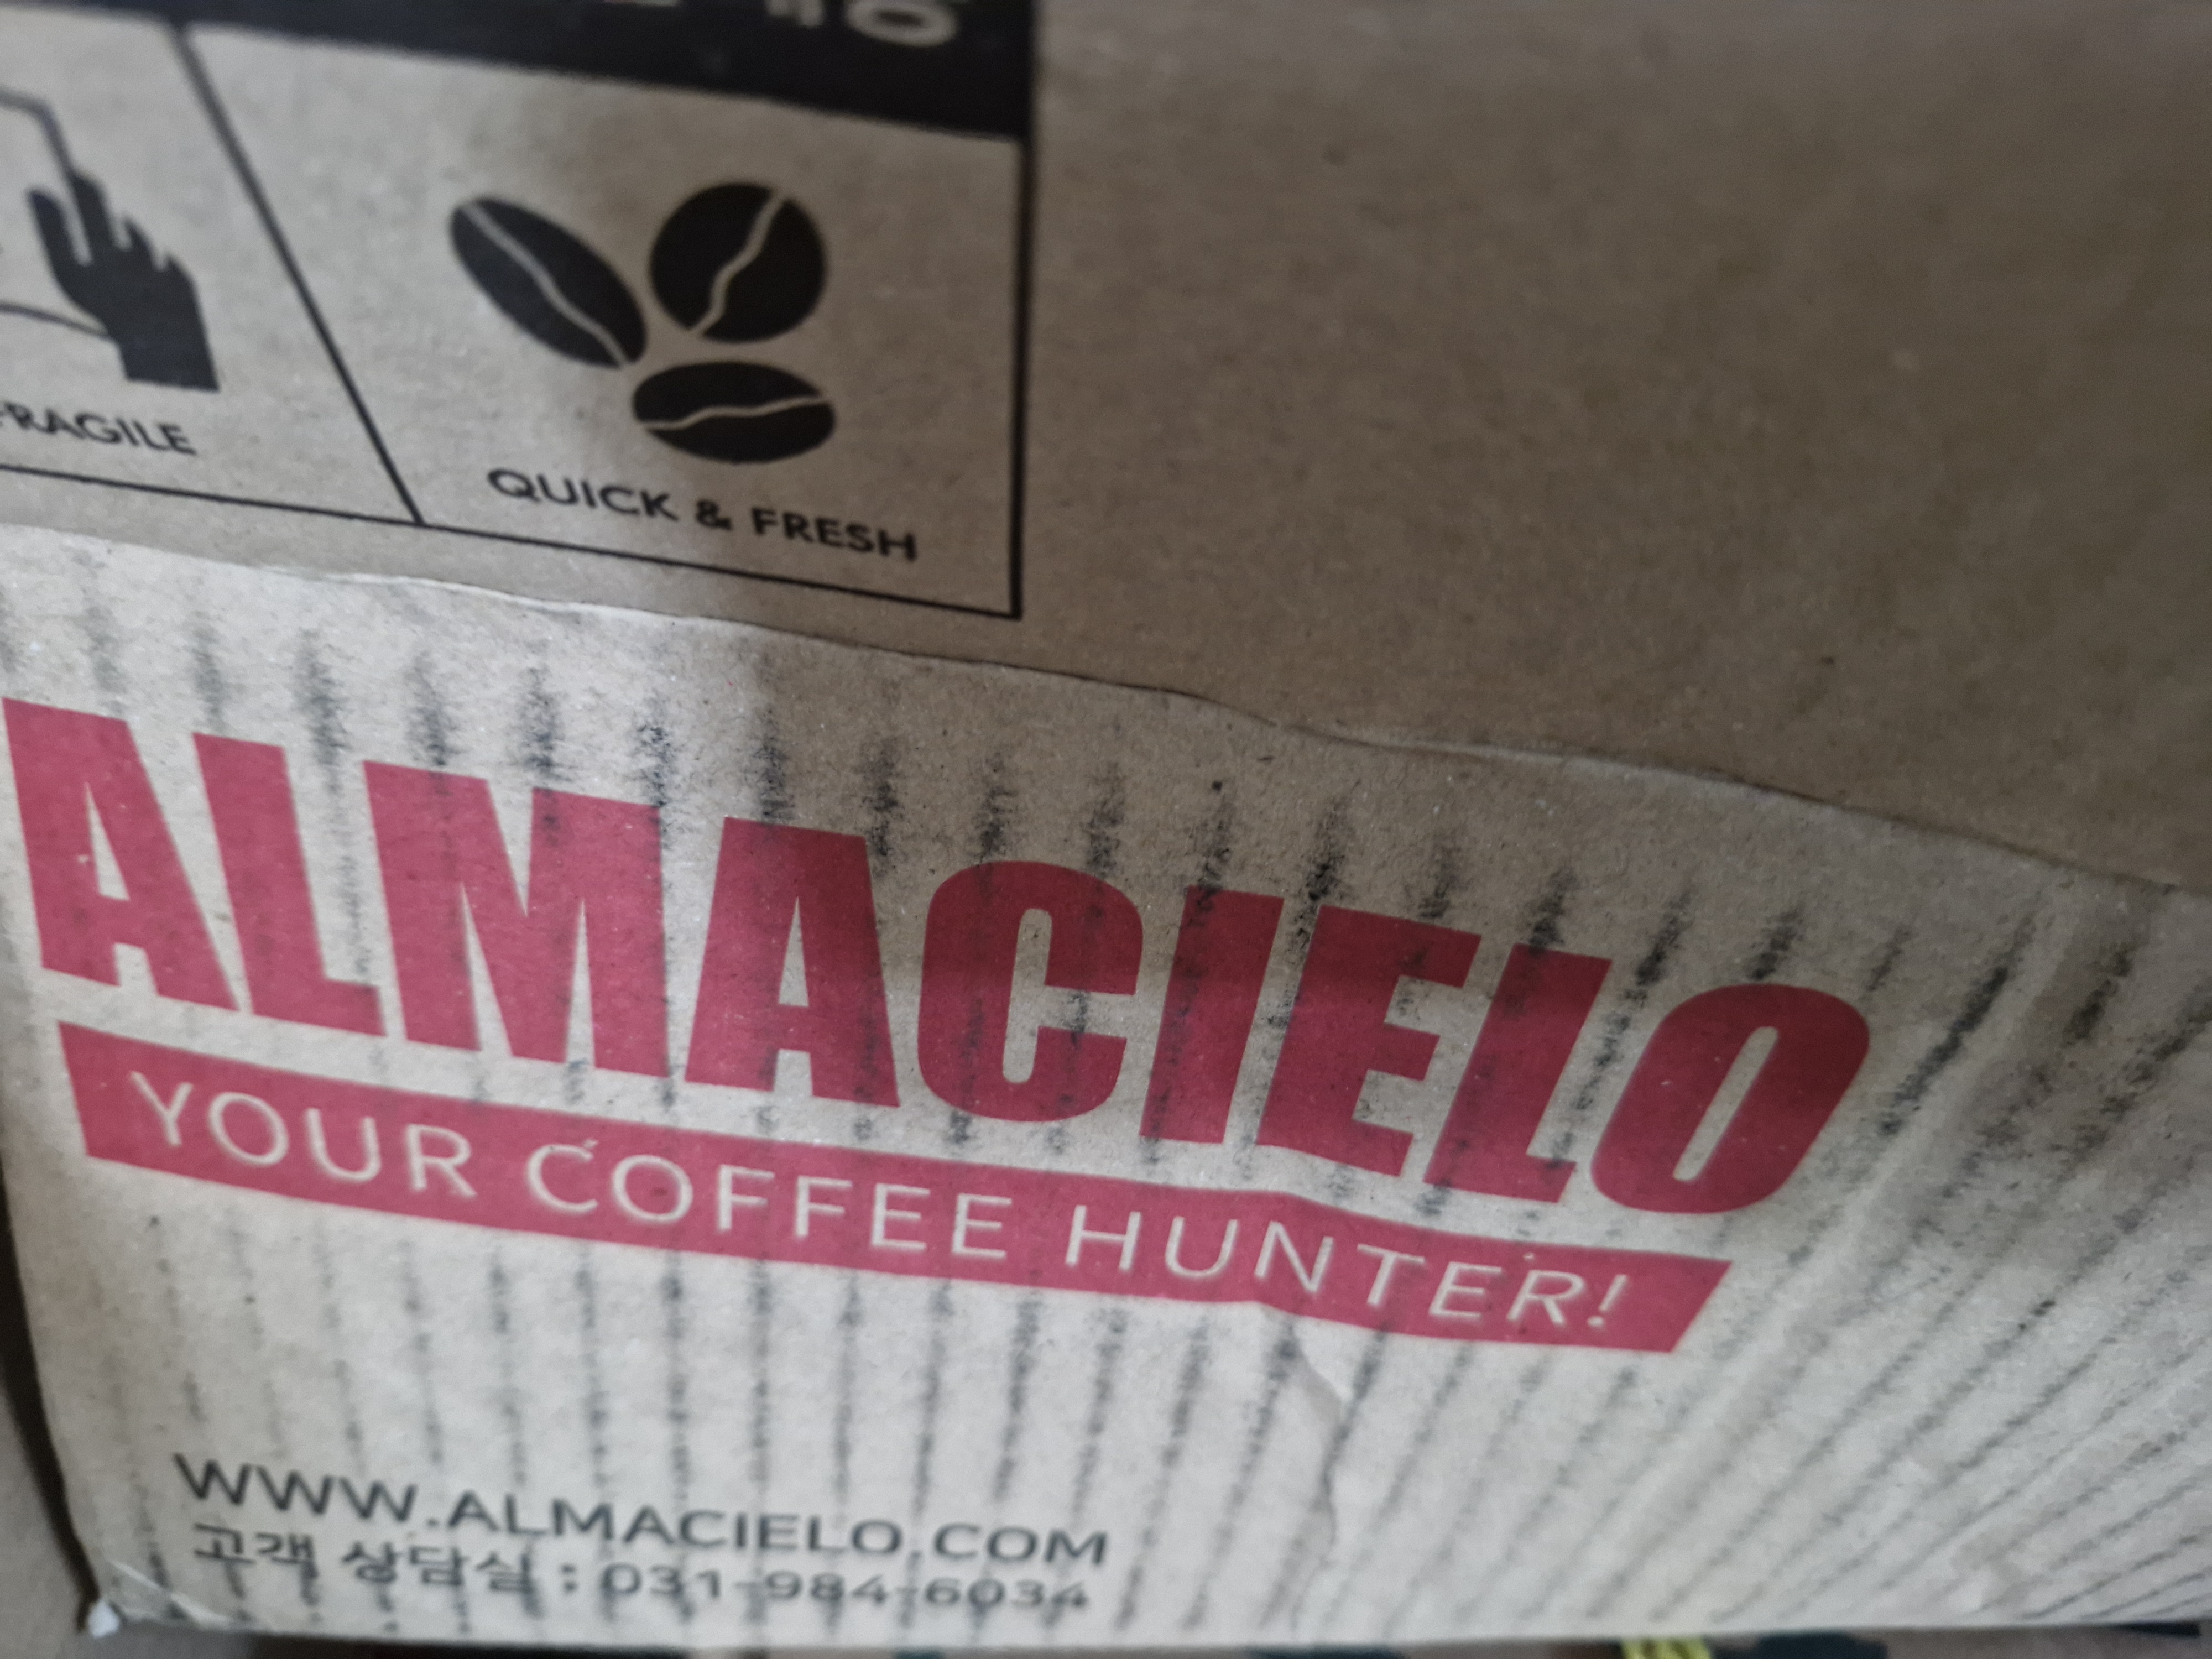 FRAGILE
QUICK & FRESH
ALMACIELO
YOUR COFFEE HUNTER!
WWW.ALMACIELO.COM
고객 상담실 : 031-984-6034